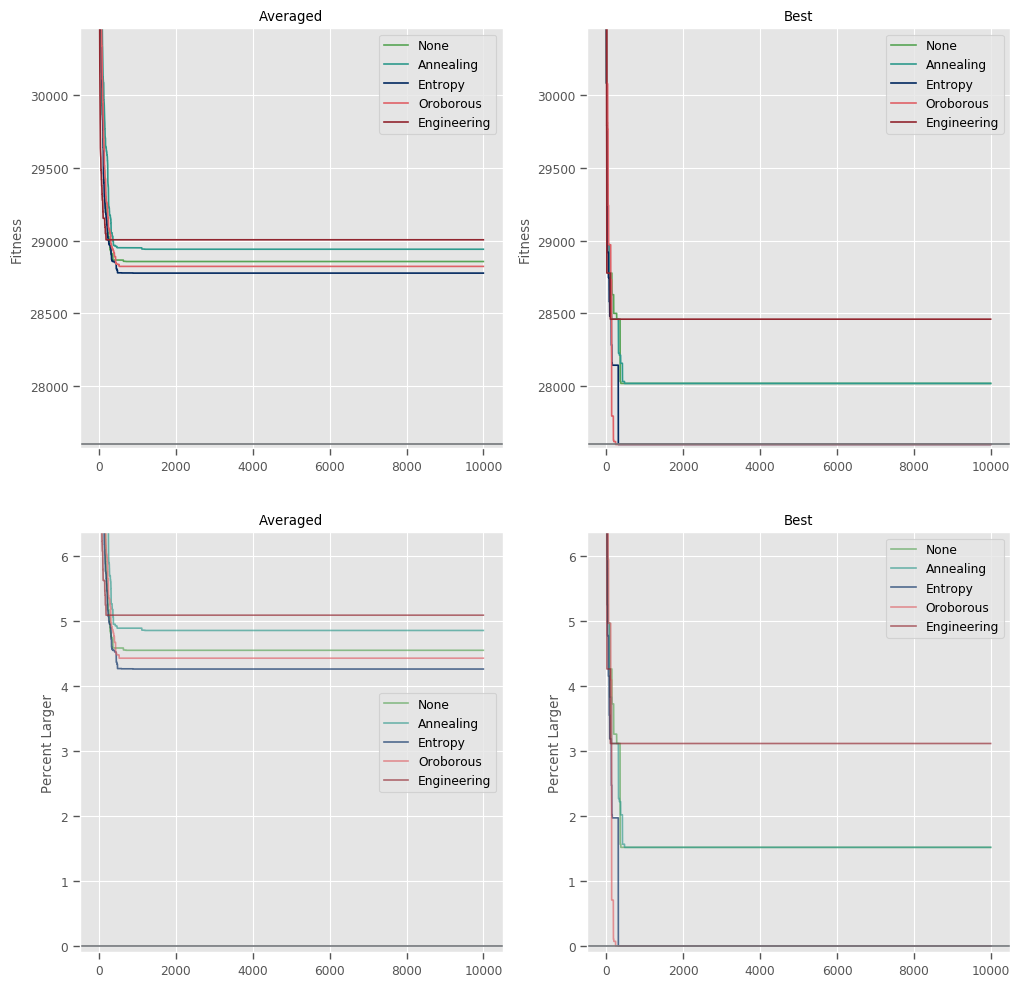 Averaged
Fitness
30000
29500
29000
28500
28000
0 2000 4000 6000 8000 10000
None
Annealing
Entropy
Oroborous
Engineering
Best
Fitness
30000
29500
29000
28500
28000
0 2000 4000 6000 8000 10000
None
Annealing
Entropy
Oroborous
Engineering
Averaged
Percent Larger
6
5
4
3
2
1
0
0 2000 4000 6000 8000 10000
None
Annealing
Entropy
Oroborous
Engineering
Best
Percent Larger
6
5
4
3
2
1
0
0 2000 4000 6000 8000 10000
None
Annealing
Entropy
Oroborous
Engineering